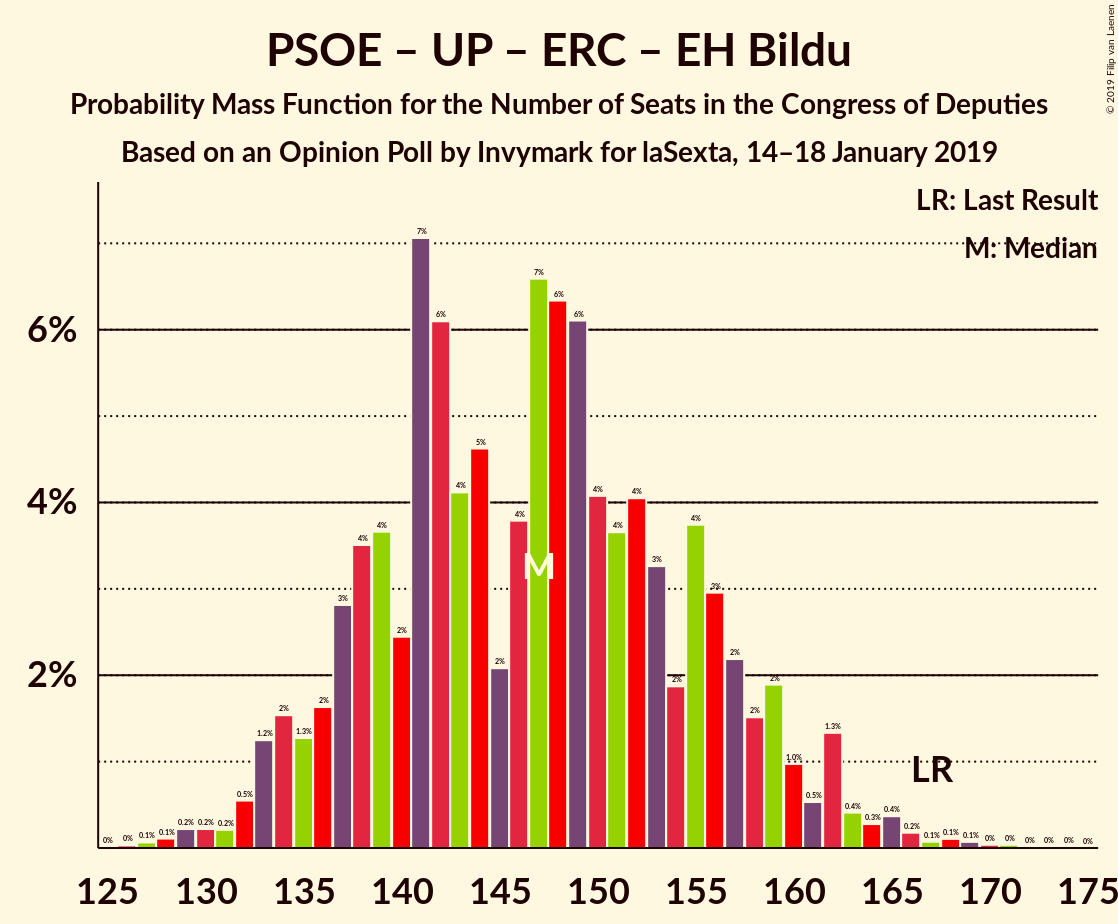 PSOE – UP – ERC – EH Bildu
Probability Mass Function for the Number of Seats in the Congress of Deputies
Based on an Opinion Poll by Invymark for laSexta, 14–18 January 2019
© 2019 Filip van Laenen
LR: Last Result
M: Median
6%
4%
2%
0% 0% 0.1% 0.1% 0.2% 0.2% 0.2% 0.5% 1.2% 2% 1.3% 2% 3% 4% 4% 2% 7% 6% 4% 5% 2% 4% 7% 6% 6% 4% 4% 4% 3% 2% 4% 3% 2% 2% 2% 1.0% 0.5% 1.3% 0.4% 0.3% 0.4% 0.2% 0.1% 0.1% 0.1% 0% 0% 0% 0% 0% 0%
M
LR
125 130 135 140 145 150 155 160 165 170 175